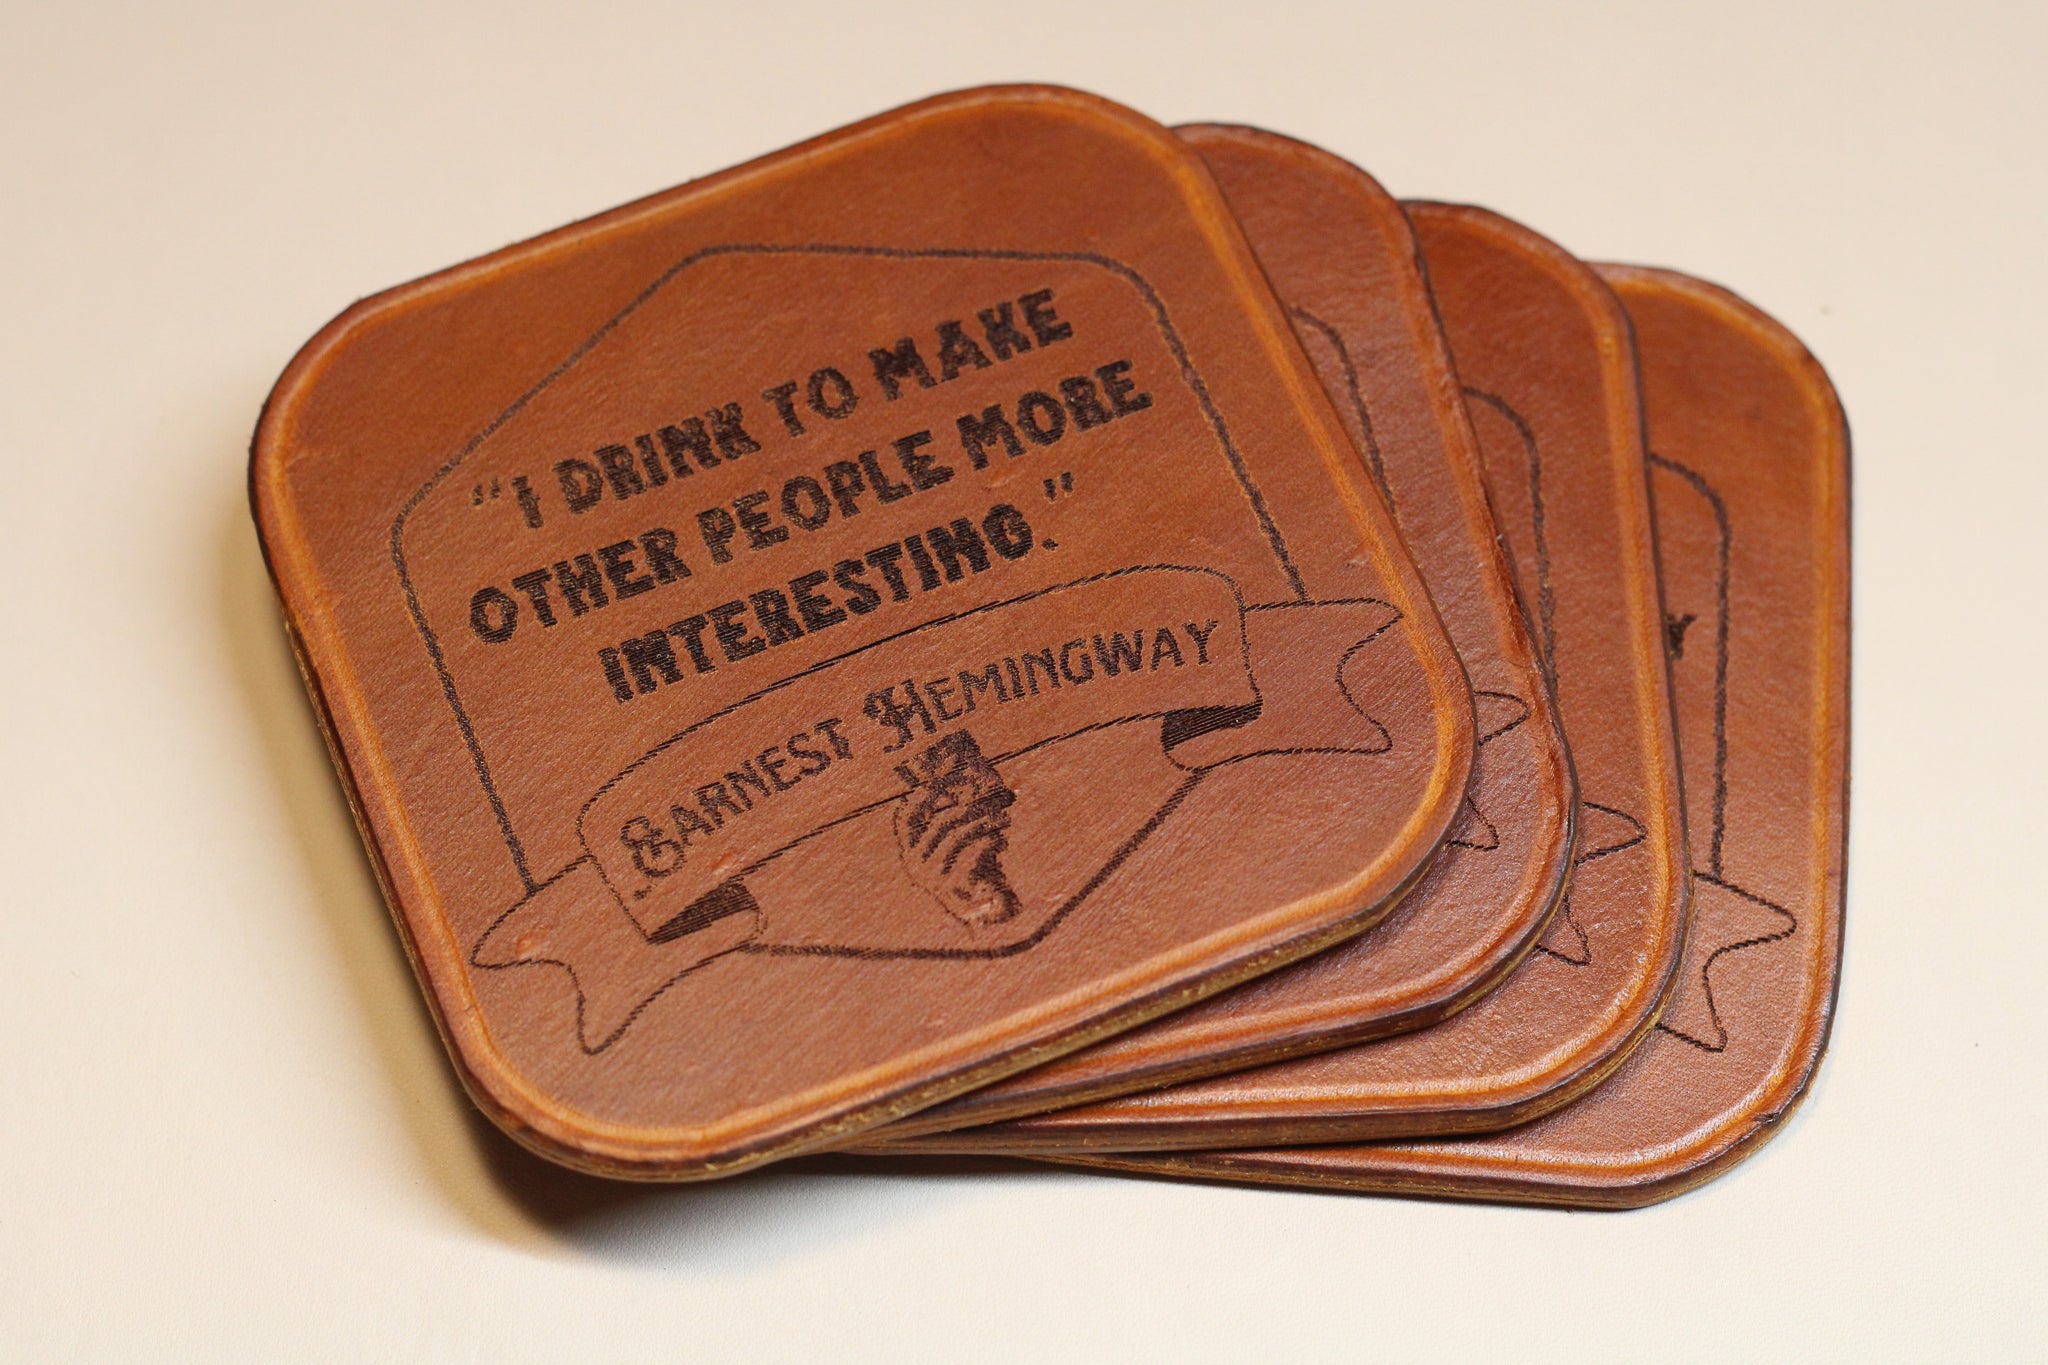 “I DRINK TO MAKE
OTHER PEOPLE MORE
INTERESTING.”
EARNEST HEMINGWAY